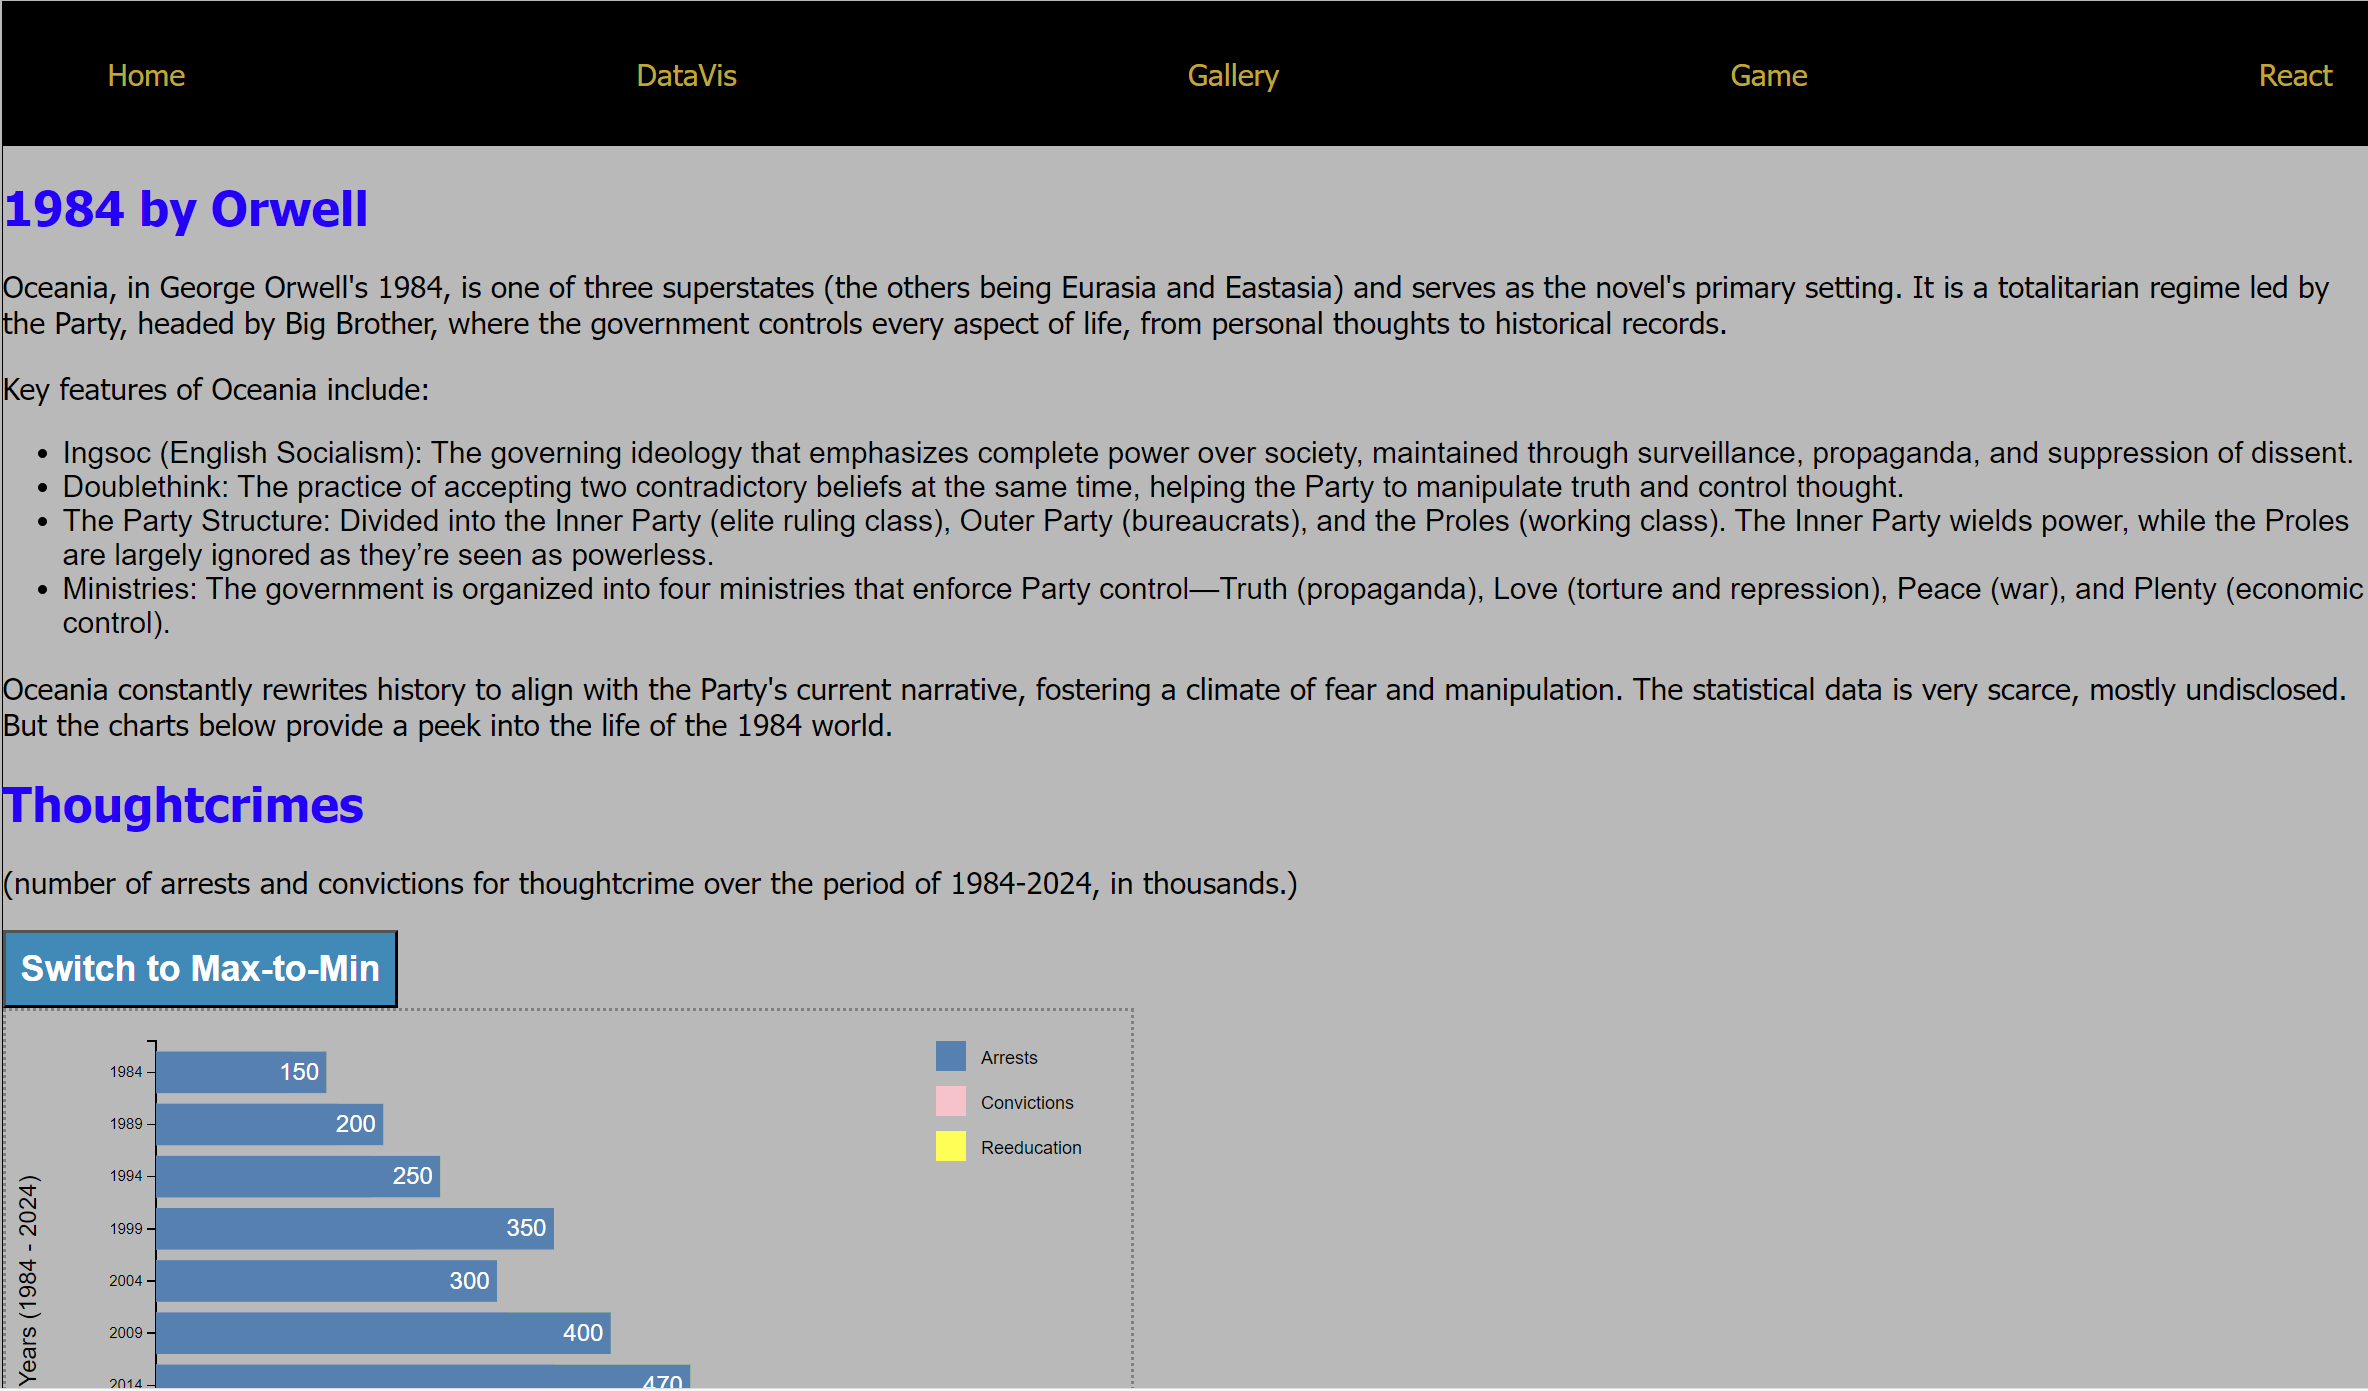 Home DataVis Gallery Game React
1984 by Orwell
Oceania, in George Orwell's 1984, is one of three superstates (the others being Eurasia and Eastasia) and serves as the novel's primary setting. It is a totalitarian regime led by
the Party, headed by Big Brother, where the government controls every aspect of life, from personal thoughts to historical records.
Key features of Oceania include:
• Ingsoc (English Socialism): The governing ideology that emphasizes complete power over society, maintained through surveillance, propaganda, and suppression of dissent.
• Doublethink: The practice of accepting two contradictory beliefs at the same time, helping the Party to manipulate truth and control thought.
• The Party Structure: Divided into the Inner Party (elite ruling class), Outer Party (bureaucrats), and the Proles (working class). The Inner Party wields power, while the Proles
are largely ignored as they’re seen as powerless.
• Ministries: The government is organized into four ministries that enforce Party control—Truth (propaganda), Love (torture and repression), Peace (war), and Plenty (economic
control).
Oceania constantly rewrites history to align with the Party's current narrative, fostering a climate of fear and manipulation. The statistical data is very scarce, mostly undisclosed.
But the charts below provide a peek into the life of the 1984 world.
Thoughtcrimes
(number of arrests and convictions for thoughtcrime over the period of 1984-2024, in thousands.)
Switch to Max-to-Min
Arrests
Convictions
Reeducation
Years (1984 - 2024)
1984 150
1989 200
1994 250
1999 350
2004 300
2009 400
2014 470